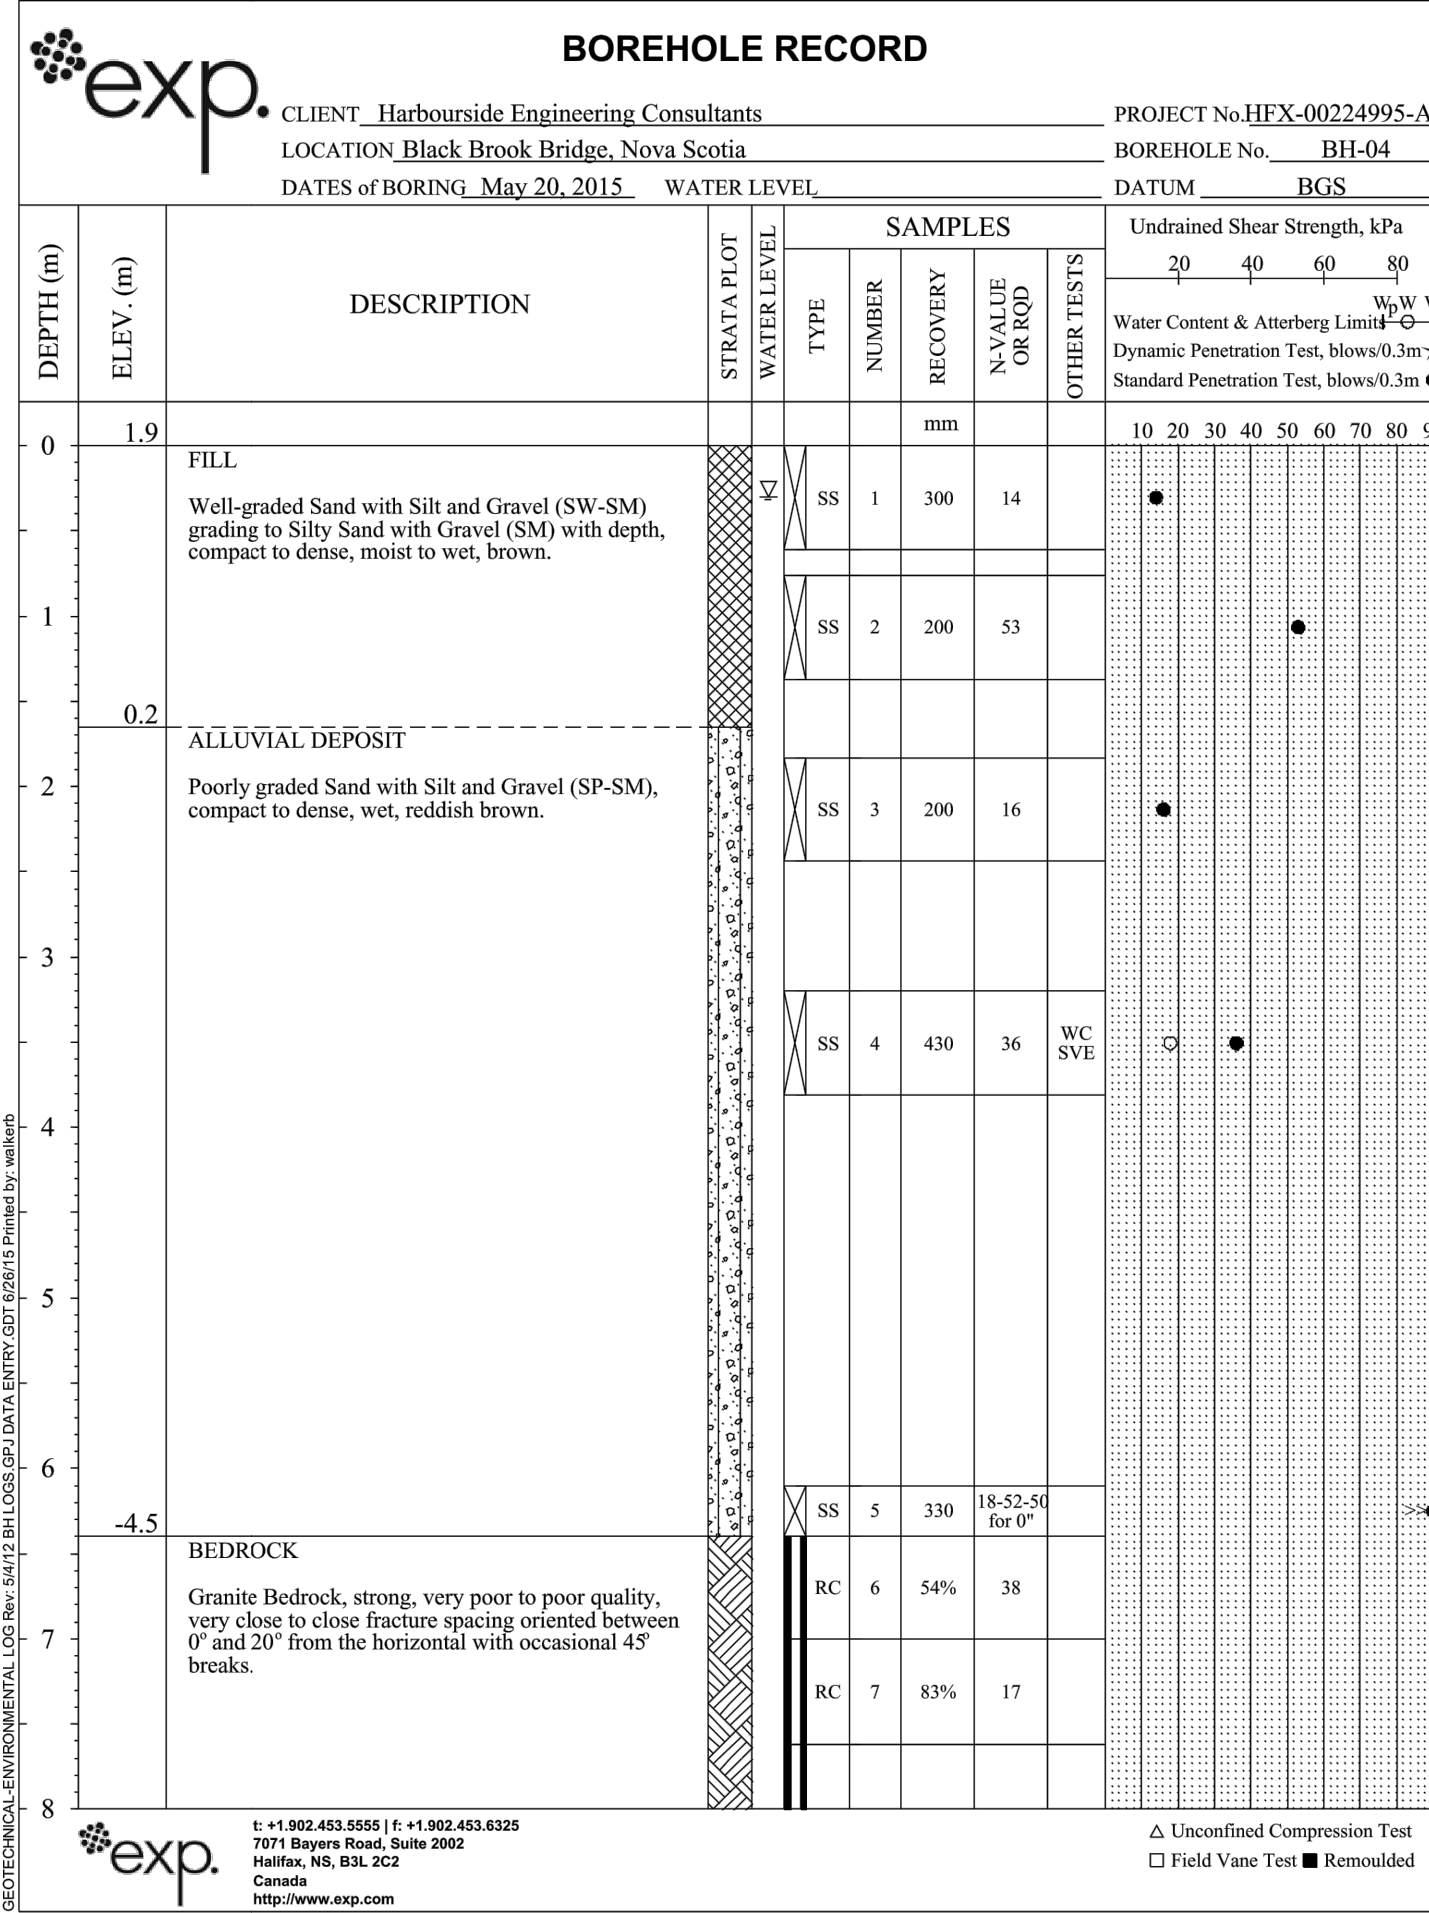 exp.
BOREHOLE RECORD
CLIENT Harbourside Engineering Consultants
PROJECT No. HFX-00224995-A
LOCATION Black Brook Bridge, Nova Scotia
BOREHOLE No. BH-04
DATES of BORING May 20, 2015 WATER LEVEL
DATUM BGS
DEPTH (m)
ELEV. (m)
DESCRIPTION
STRATA PLOT
WATER LEVEL
SAMPLES
TYPE
NUMBER
RECOVERY
N-VALUE OR RQD
OTHER TESTS
Undrained Shear Strength, kPa
20 40 60 80
Wp W
Water Content & Atterberg Limits
Dynamic Penetration Test, blows/0.3m
Standard Penetration Test, blows/0.3m
mm
10 20 30 40 50 60 70 80
0
1.9
FILL
Well-graded Sand with Silt and Gravel (SW-SM)
grading to Silty Sand with Gravel (SM) with depth,
compact to dense, moist to wet, brown.
SS 1 300 14
1
SS 2 200 53
0.2
ALLUVIAL DEPOSIT
2
Poorly graded Sand with Silt and Gravel (SP-SM),
compact to dense, wet, reddish brown.
SS 3 200 16
3
SS 4 430 36 WC
SVE
4
5
6
SS 5 330 18-52-50
for 0"
>>
-4.5
BEDROCK
Granite Bedrock, strong, very poor to poor quality,
very close to close fracture spacing oriented between
0° and 20° from the horizontal with occasional 45°
breaks.
RC 6 54% 38
7
RC 7 83% 17
8
GEOTECHNICAL-ENVIRONMENTAL LOG Rev: 5/4/12 BH LOGS.GPJ DATA ENTRY.GDT 6/26/15 Printed by: walkerb
exp.
t: +1.902.453.5555 | f: +1.902.453.6325
7071 Bayers Road, Suite 2002
Halifax, NS, B3L 2C2
Canada
http://www.exp.com
Unconfined Compression Test
Field Vane Test
Remoulded